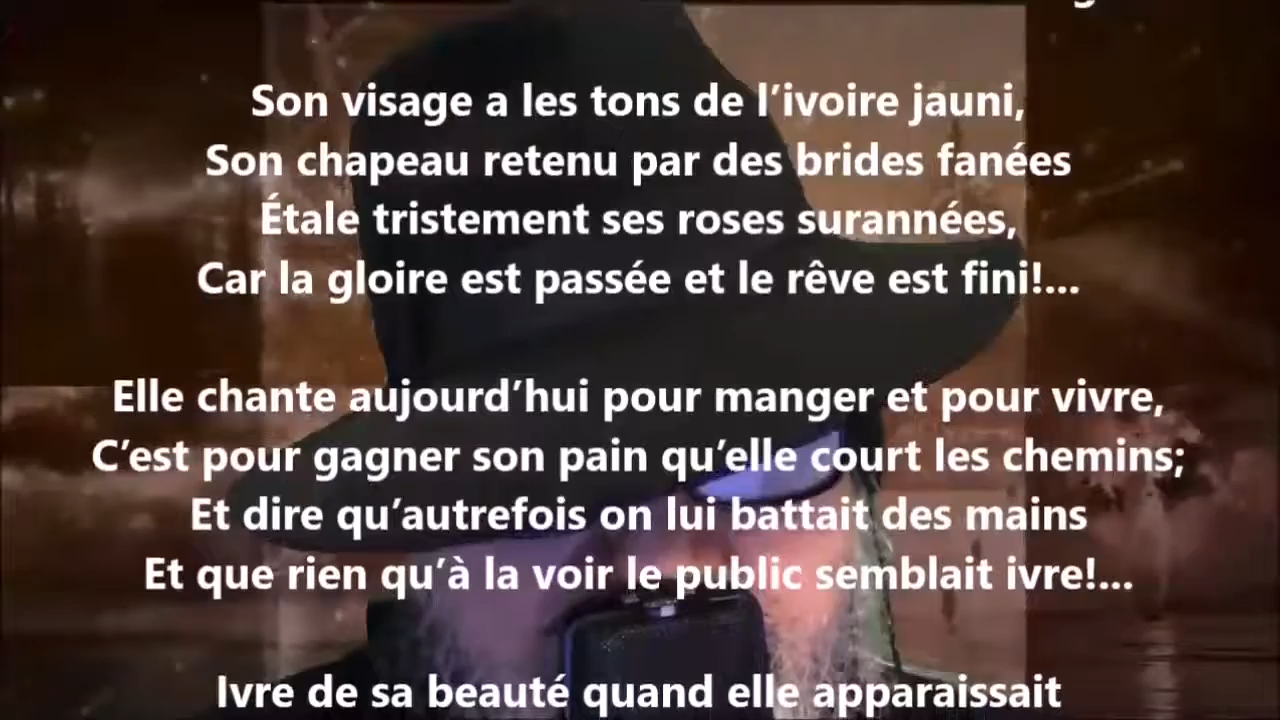 Son visage a les tons de l’ivoire jauni,
Son chapeau retenu par des brides fanées
Étale tristement ses roses surannées,
Car la gloire est passée et le rêve est fini!...
Elle chante aujourd’hui pour manger et pour vivre,
C’est pour gagner son pain qu’elle court les chemins;
Et dire qu’autrefois on lui battait des mains
Et que rien qu’à la voir le public semblait ivre!...
Ivre de sa beauté quand elle apparaissait